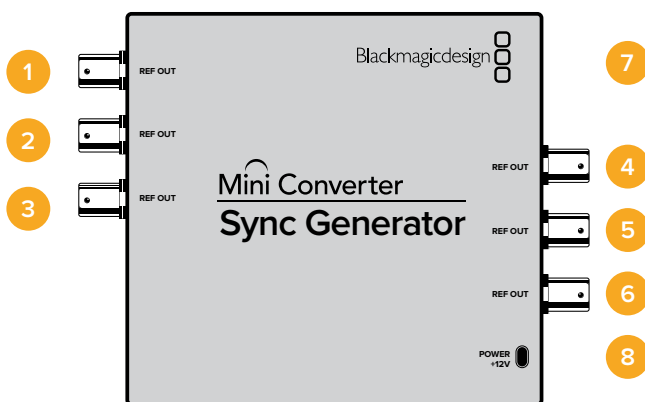 Blackmagicdesign
1
REF OUT
7
2
REF OUT
REF OUT
4
3
REF OUT
Mini Converter
Sync Generator
REF OUT
5
REF OUT
6
POWER
+12V
8